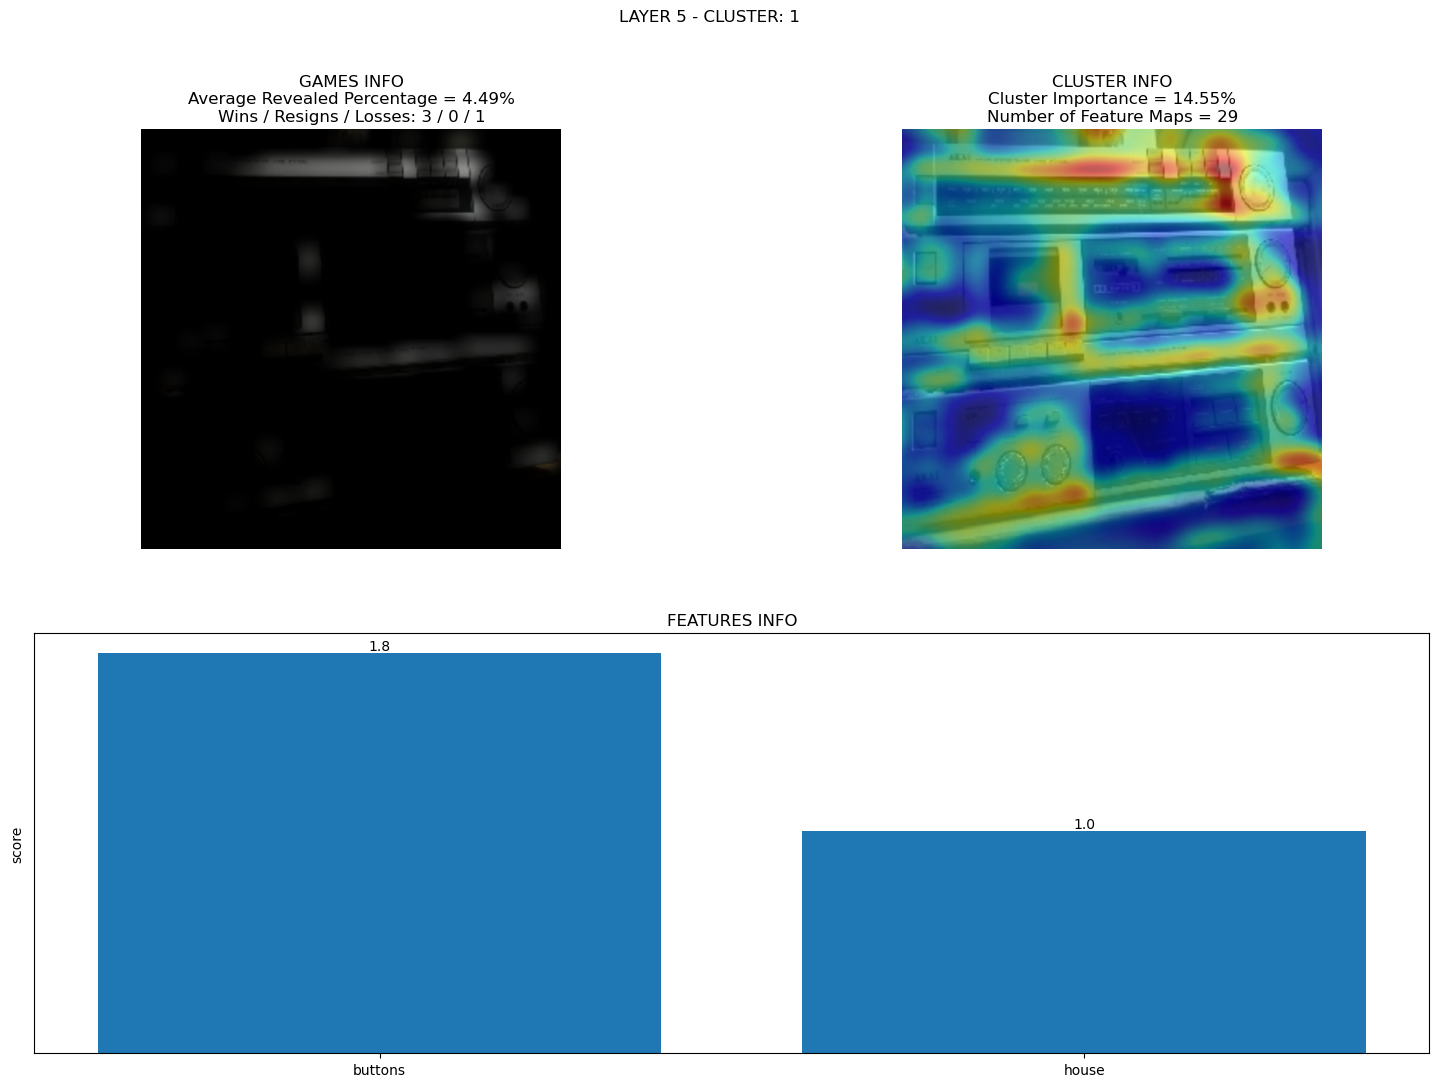 LAYER 5 - CLUSTER: 1
GAMES INFO
Average Revealed Percentage = 4.49%
Wins / Resigns / Losses: 3 / 0 / 1
CLUSTER INFO
Cluster Importance = 14.55%
Number of Feature Maps = 29
AKAI
FEATURES INFO
score
1.8
1.0
buttons
house